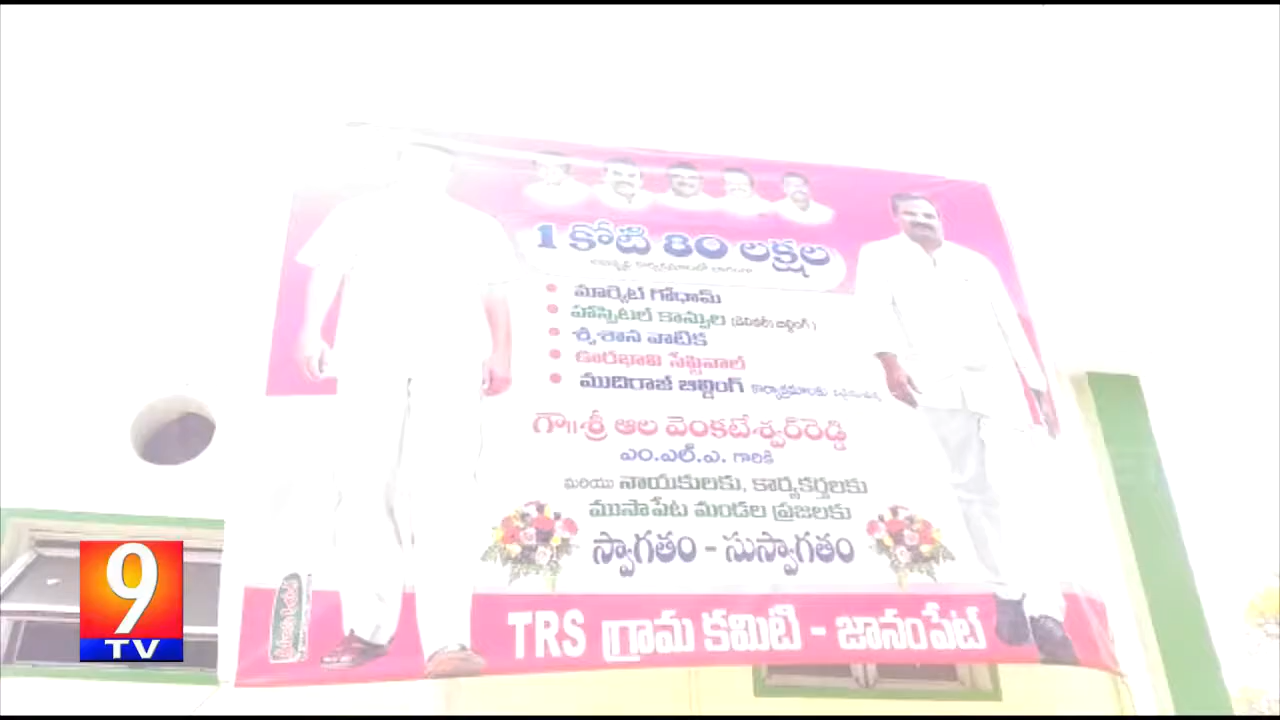 1 కోటి 80 లక్షల
మార్కెట్ గోధామ్
హాస్పిటల్ కాన్పుల
శ్మశాన వాటిక
ఊరభావి సేఫ్టివాల్
ముదిరాజ్ బిల్డింగ్
గౌ॥శ్రీ ఆల వెంకటేశ్వర్‌రెడ్డి
ఎం.ఎల్.ఎ. గారికి
మరియు నాయకులకు, కార్యకర్తలకు
ముసాపేట మండల ప్రజలకు
స్వాగతం - సుస్వాగతం
TRS గ్రామ కమిటి - జానంపేట్
9
TV